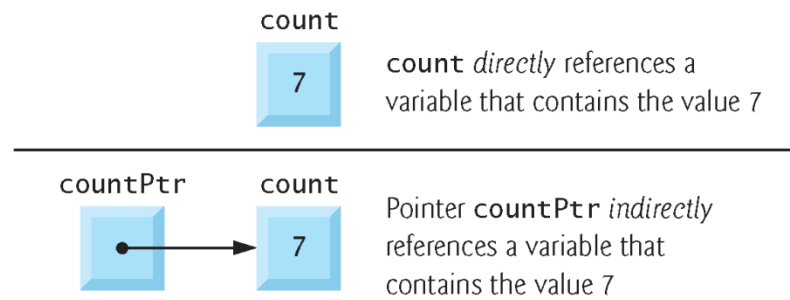 count
7
count directly references a
variable that contains the value 7
countPtr count
7
Pointer countPtr indirectly
references a variable that
contains the value 7